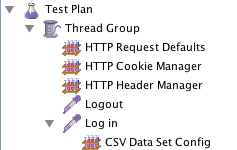 Test Plan
Thread Group
HTTP Request Defaults
HTTP Cookie Manager
HTTP Header Manager
Logout
Log in
CSV Data Set Config